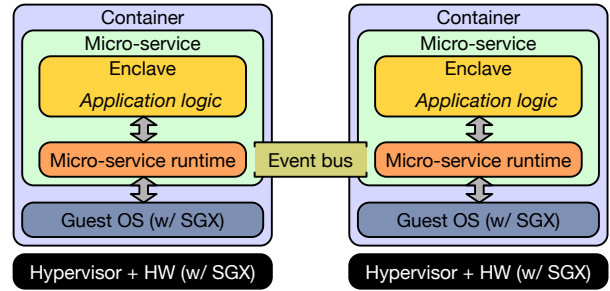 Container
Micro-service
Enclave
Application logic
Micro-service runtime
Guest OS (w/ SGX)
Hypervisor + HW (w/ SGX)
Event bus
Container
Micro-service
Enclave
Application logic
Micro-service runtime
Guest OS (w/ SGX)
Hypervisor + HW (w/ SGX)